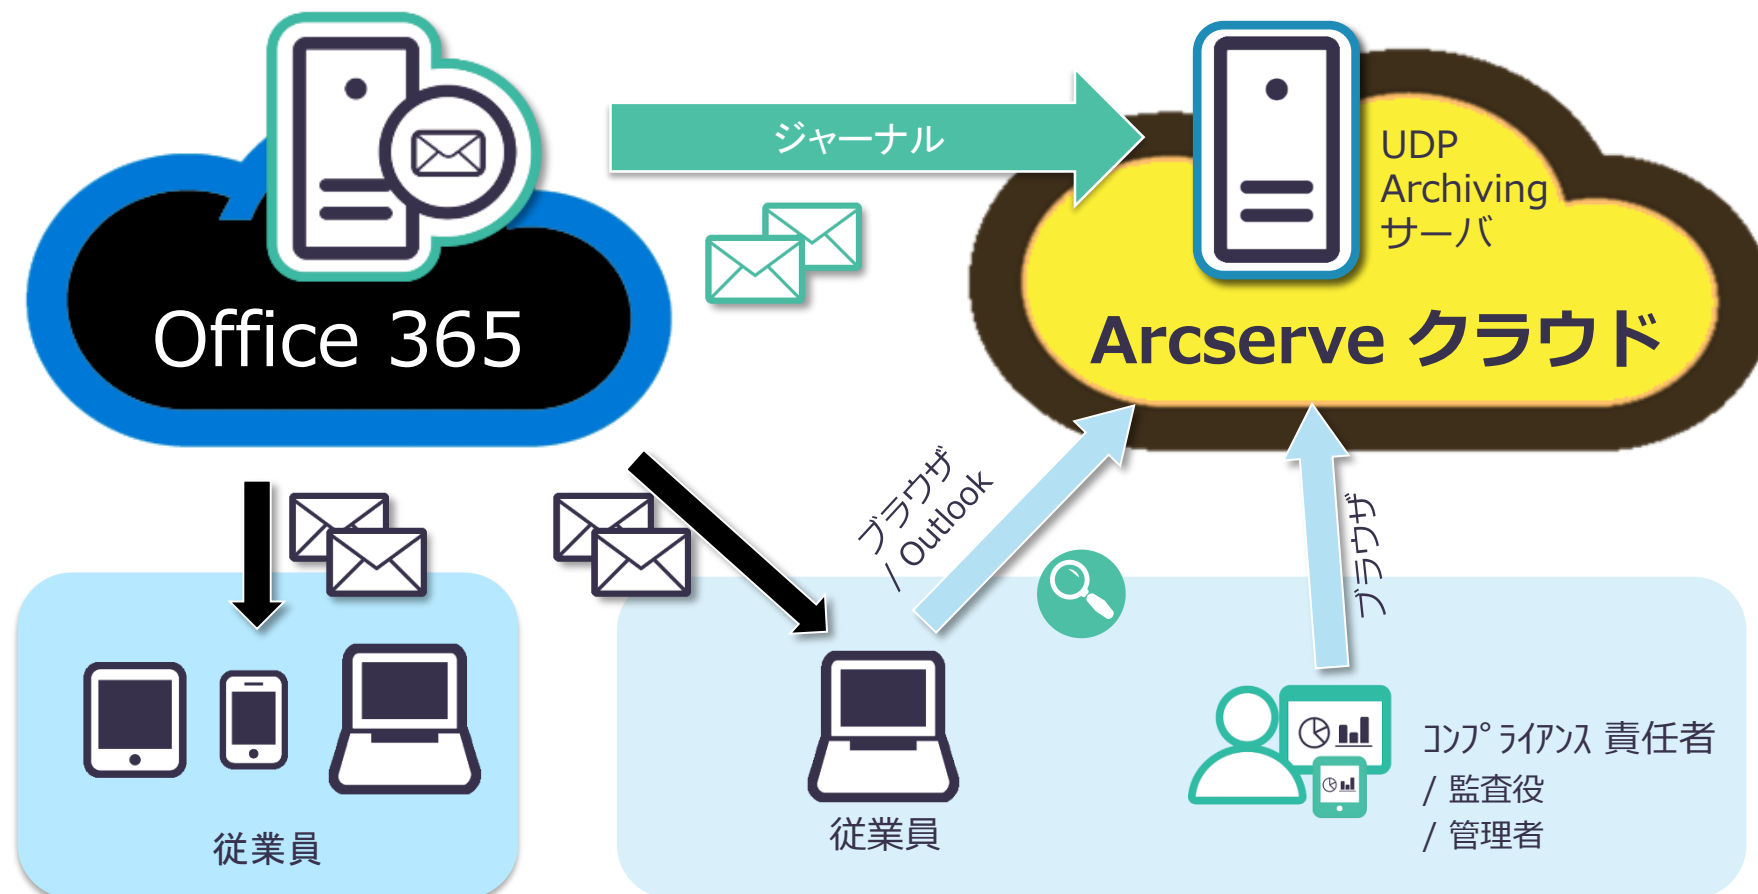 ジャーナル
UDP
Archiving
サーバ
Office 365
Arcserve クラウド
ブラウザ
/ Outlook
ブラウザ
従業員
従業員
コンプライアンス 責任者
/ 監査役
/ 管理者